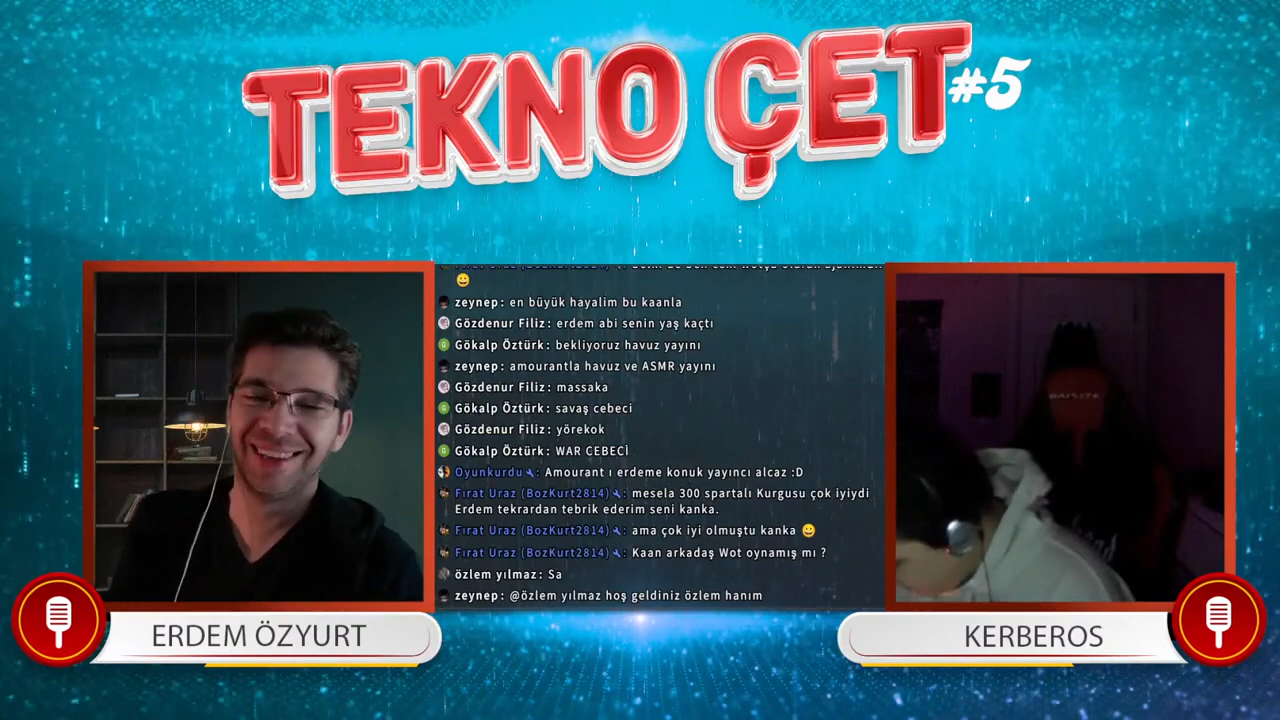 TEKNO ÇET #5
😀
zeynep: en büyük hayalim bu kaanla
Gözdenur Filiz: erdem abi senin yaş kaçtı
Gökalp Öztürk: bekliyoruz havuz yayını
zeynep: amourantla havuz ve ASMR yayını
Gözdenur Filiz: massaka
Gökalp Öztürk: savaş cebeci
Gözdenur Filiz: yörekok
Gökalp Öztürk: WAR CEBECİ
Oyunkurdu: Amourant ı erdeme konuk yayıncı alcaz :D
Fırat Uraz (BozKurt2814): mesela 300 spartalı Kurgusu çok iyiydi
Erdem tekrardan tebrik ederim seni kanka.
Fırat Uraz (BozKurt2814): ama çok iyi olmuştu kanka 😀
Fırat Uraz (BozKurt2814): Kaan arkadaş Wot oynamış mı ?
özlem yılmaz: Sa
zeynep: @özlem yılmaz hoş geldiniz özlem hanım
ERDEM ÖZYURT
KERBEROS